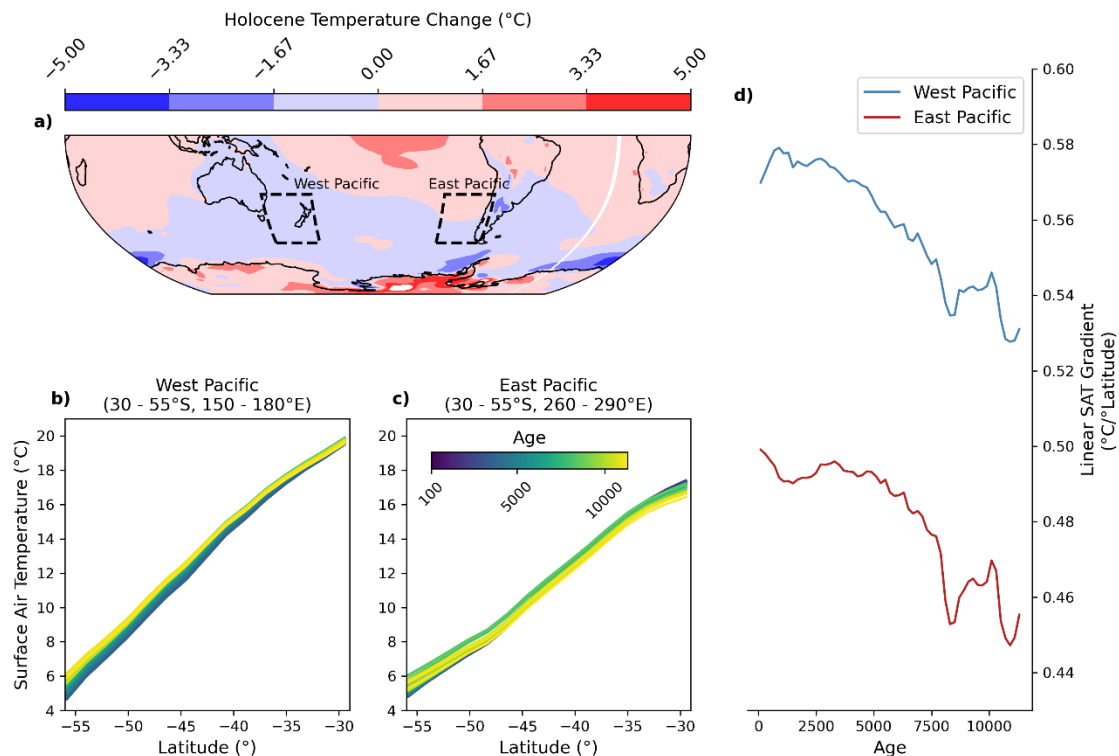 Holocene Temperature Change (°C)
−5.00 −3.33 −1.67 0.00 1.67 3.33 5.00
a)
West Pacific East Pacific
b) West Pacific
(30 - 55°S, 150 - 180°E)
Surface Air Temperature (°C)
20
18
16
14
12
10
8
6
4
−55 −50 −45 −40 −35 −30
Latitude (°)
c) East Pacific
(30 - 55°S, 260 - 290°E)
Age
100 5000 10000
20
18
16
14
12
10
8
6
4
−55 −50 −45 −40 −35 −30
Latitude (°)
d)
West Pacific
East Pacific
0.60
0.58
0.56
0.54
0.52
0.50
0.48
0.46
0.44
Linear SAT Gradient
(°C/°Latitude)
0 2500 5000 7500 10000
Age